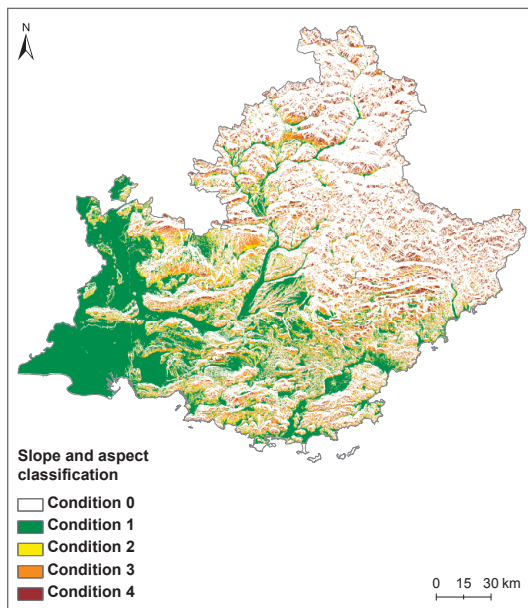 N
Slope and aspect
classification
Condition 0
Condition 1
Condition 2
Condition 3
Condition 4
0 15 30 km